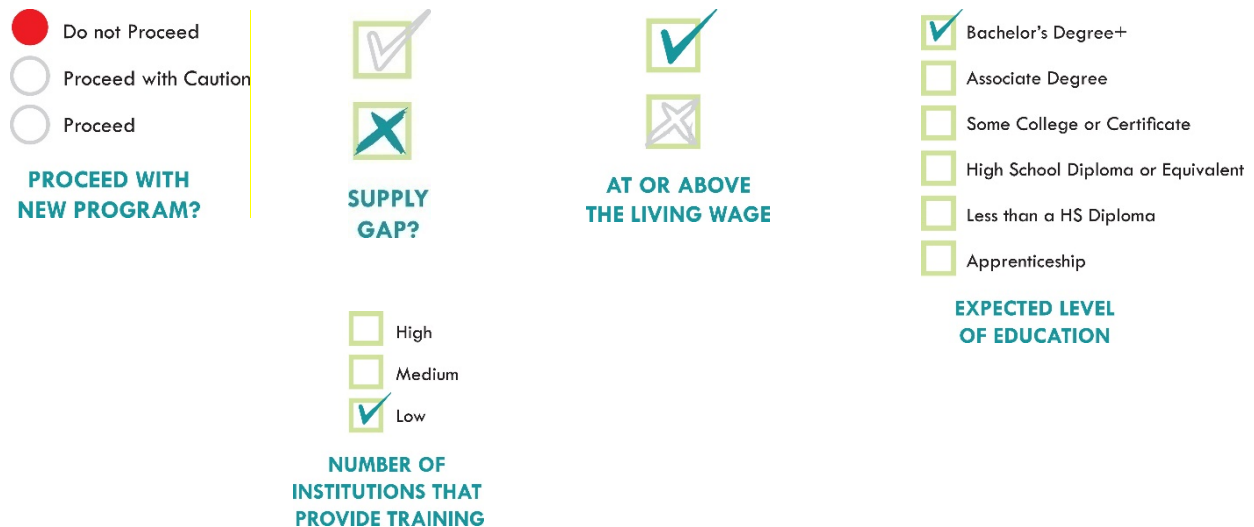 Do not Proceed
Proceed with Caution
Proceed
PROCEED WITH
NEW PROGRAM?
SUPPLY
GAP?
AT OR ABOVE
THE LIVING WAGE
Bachelor's Degree+
Associate Degree
Some College or Certificate
High School Diploma or Equivalent
Less than a HS Diploma
Apprenticeship
EXPECTED LEVEL
OF EDUCATION
High
Medium
Low
NUMBER OF
INSTITUTIONS THAT
PROVIDE TRAINING